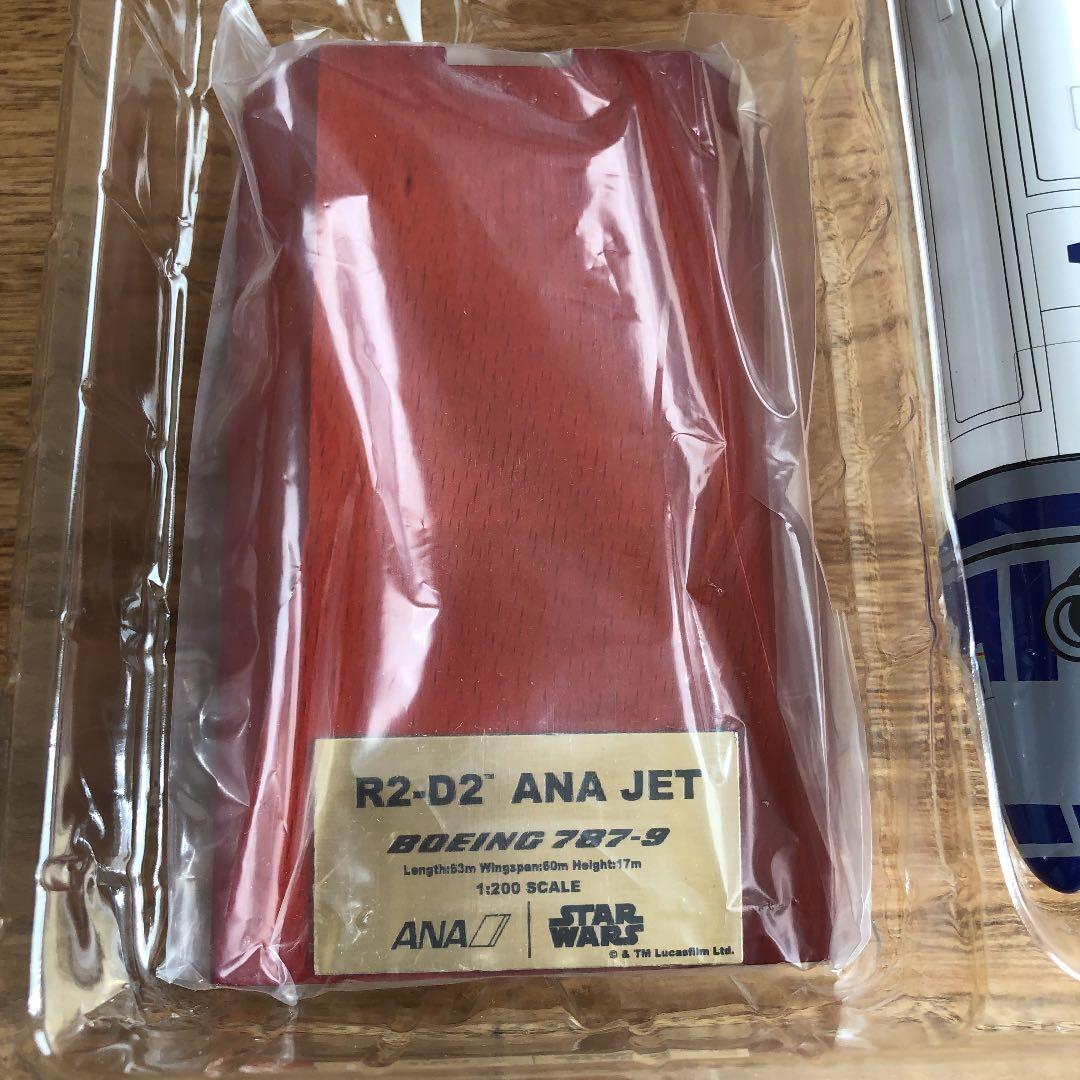 R2-D2™ ANA JET
BOEING 787-9
Length:63m Wingspan:60m Height:17m
1:200 SCALE
ANA
STAR
WARS
© & TM Lucasfilm Ltd.